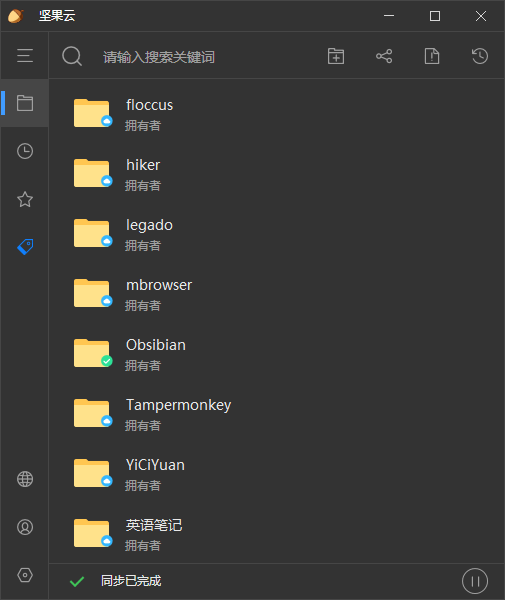 坚果云
请输入搜索关键词
floccus
拥有者
hiker
拥有者
legado
拥有者
mbrowser
拥有者
Obsibian
拥有者
Tampermonkey
拥有者
YiCiYuan
拥有者
英语笔记
拥有者
同步已完成